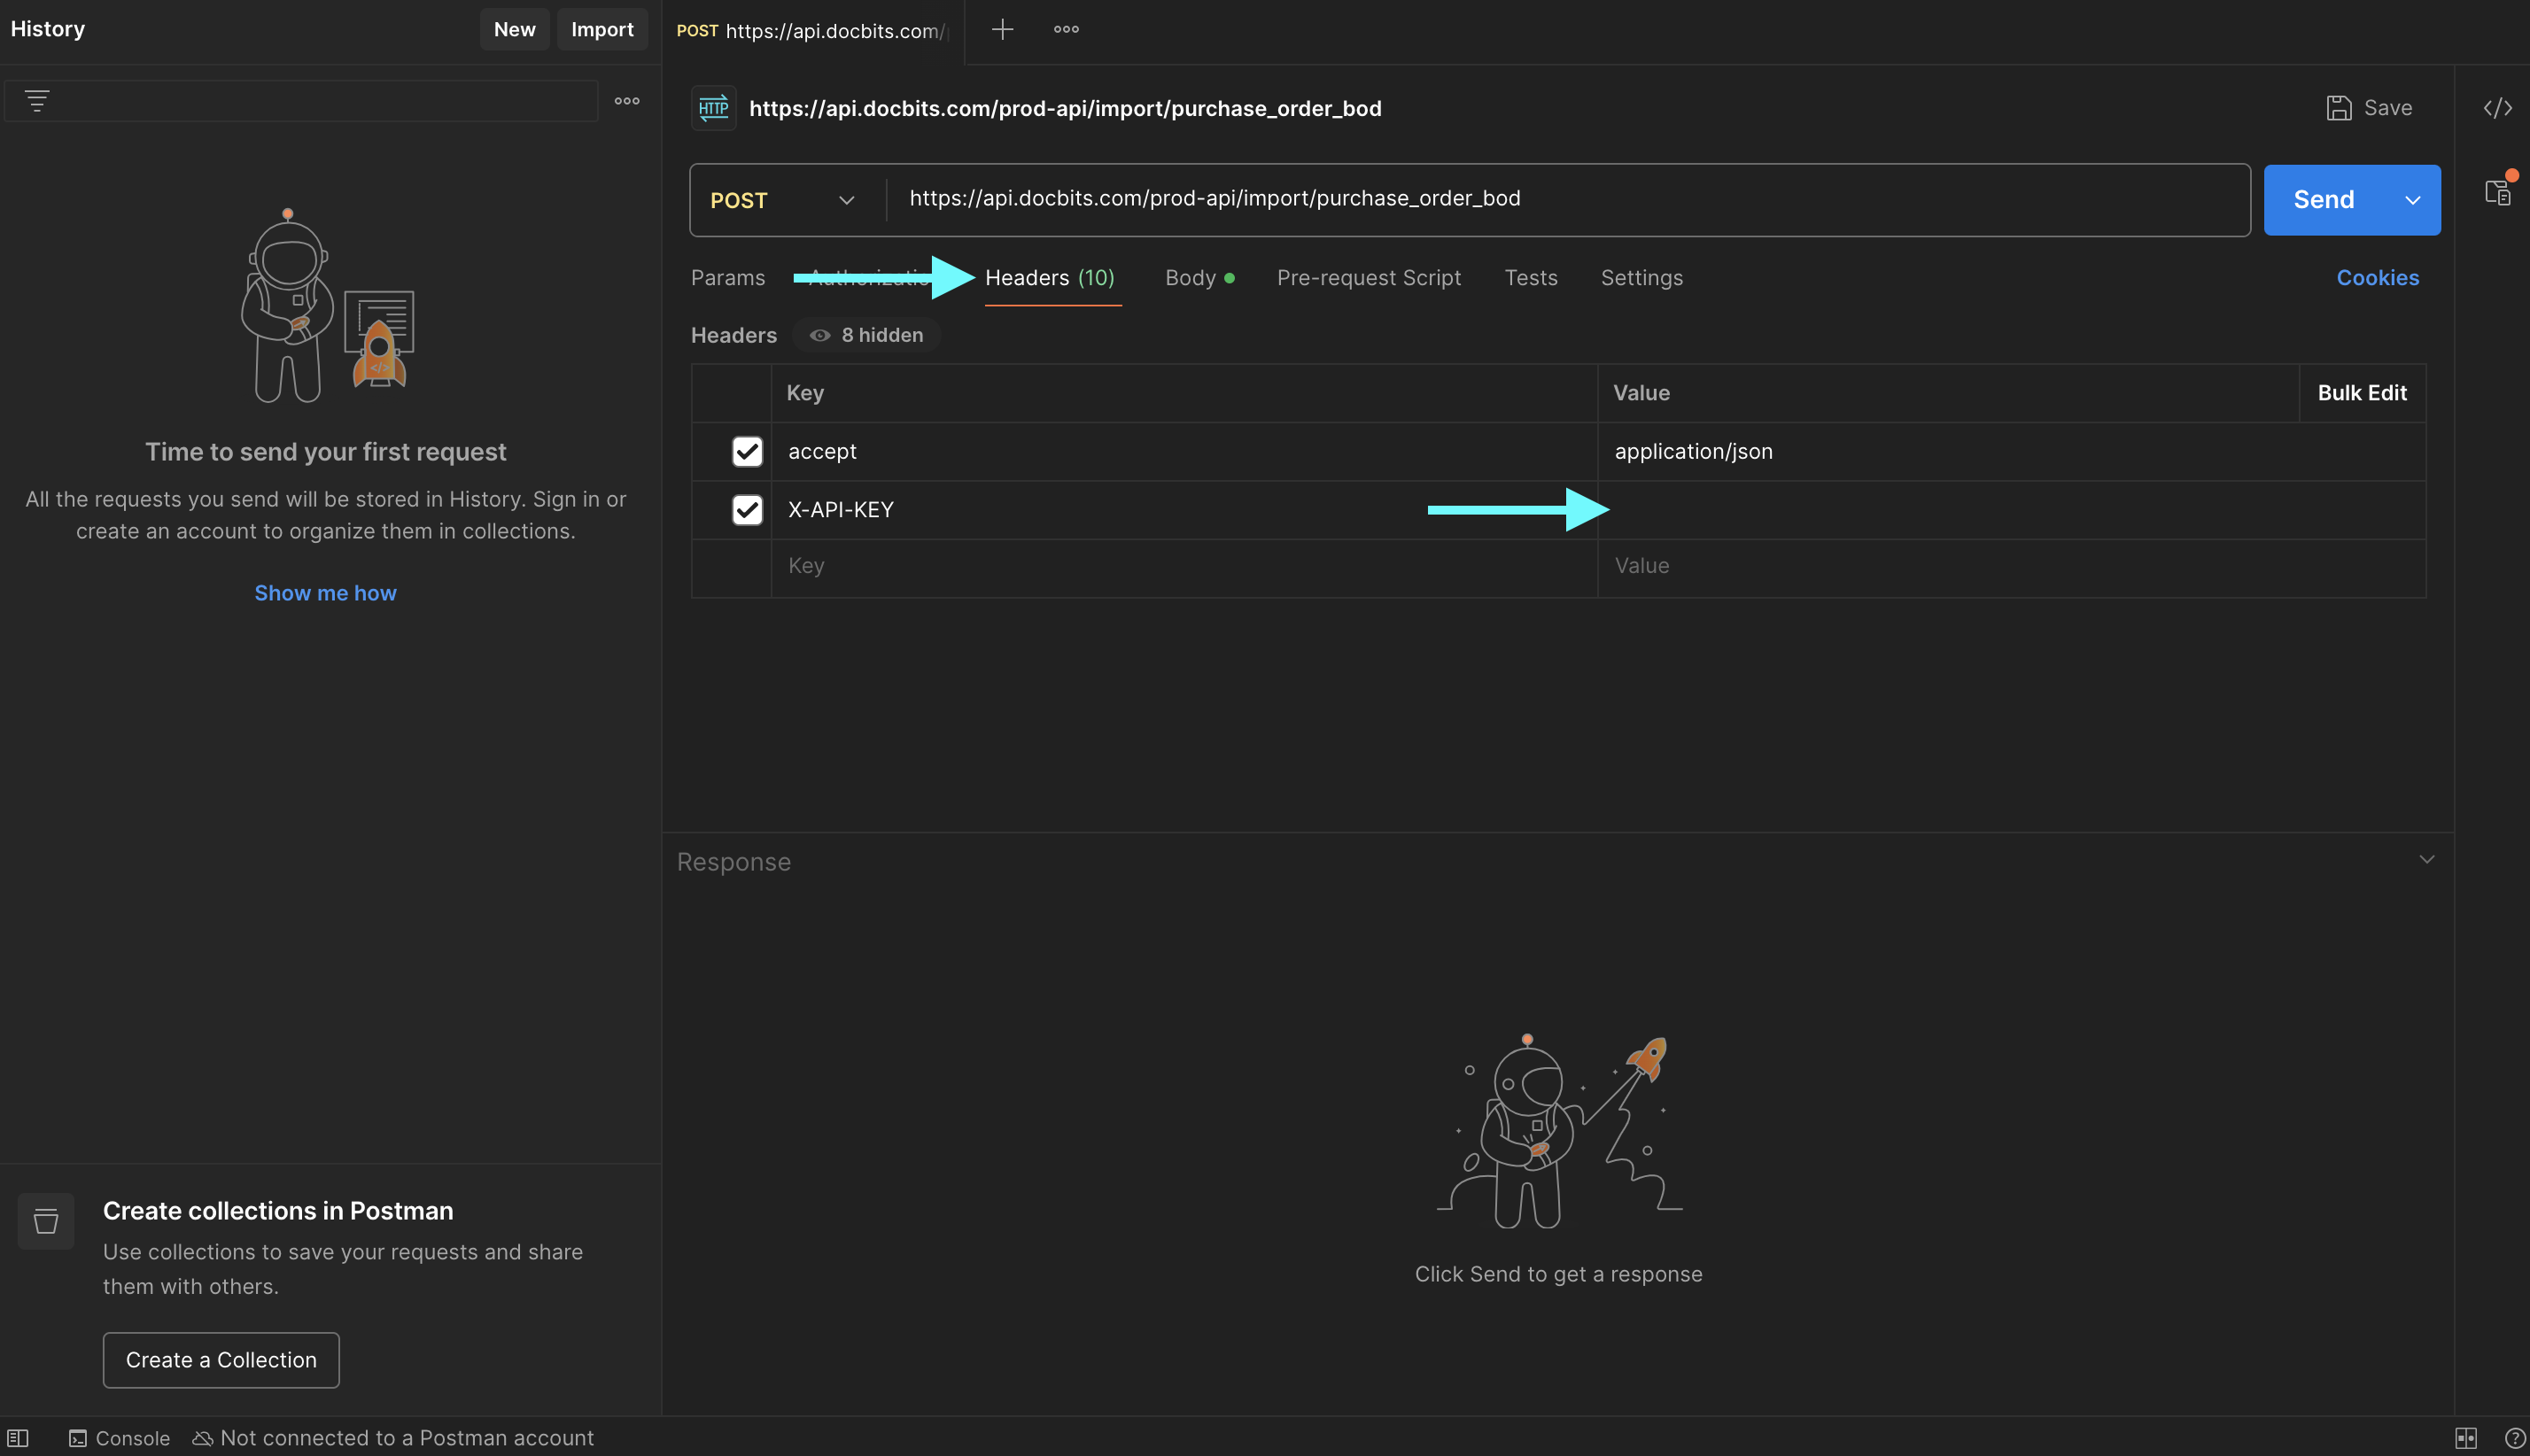 History
New
Import
POST https://api.docbits.com/
HTTP https://api.docbits.com/prod-api/import/purchase_order_bod
Save
POST
https://api.docbits.com/prod-api/import/purchase_order_bod
Send
Params
Headers (10)
Body
Pre-request Script
Tests
Settings
Cookies
Headers
8 hidden
Key
Value
Bulk Edit
accept
application/json
X-API-KEY
Key
Value
Time to send your first request
All the requests you send will be stored in History. Sign in or
create an account to organize them in collections.
Show me how
Response
Click Send to get a response
Create collections in Postman
Use collections to save your requests and share
them with others.
Create a Collection
Console
Not connected to a Postman account